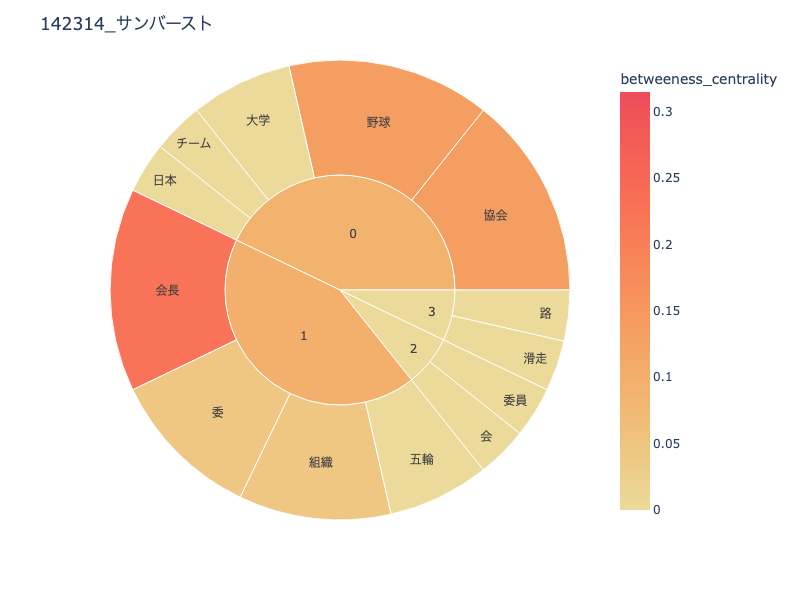 142314_サンバースト
betweeness_centrality
0.3
0.25
0.2
0.15
0.1
0.05
0
野球
大学
チーム
日本
協会
0
会長
1
3
2
路
滑走
委員
会
委
組織
五輪